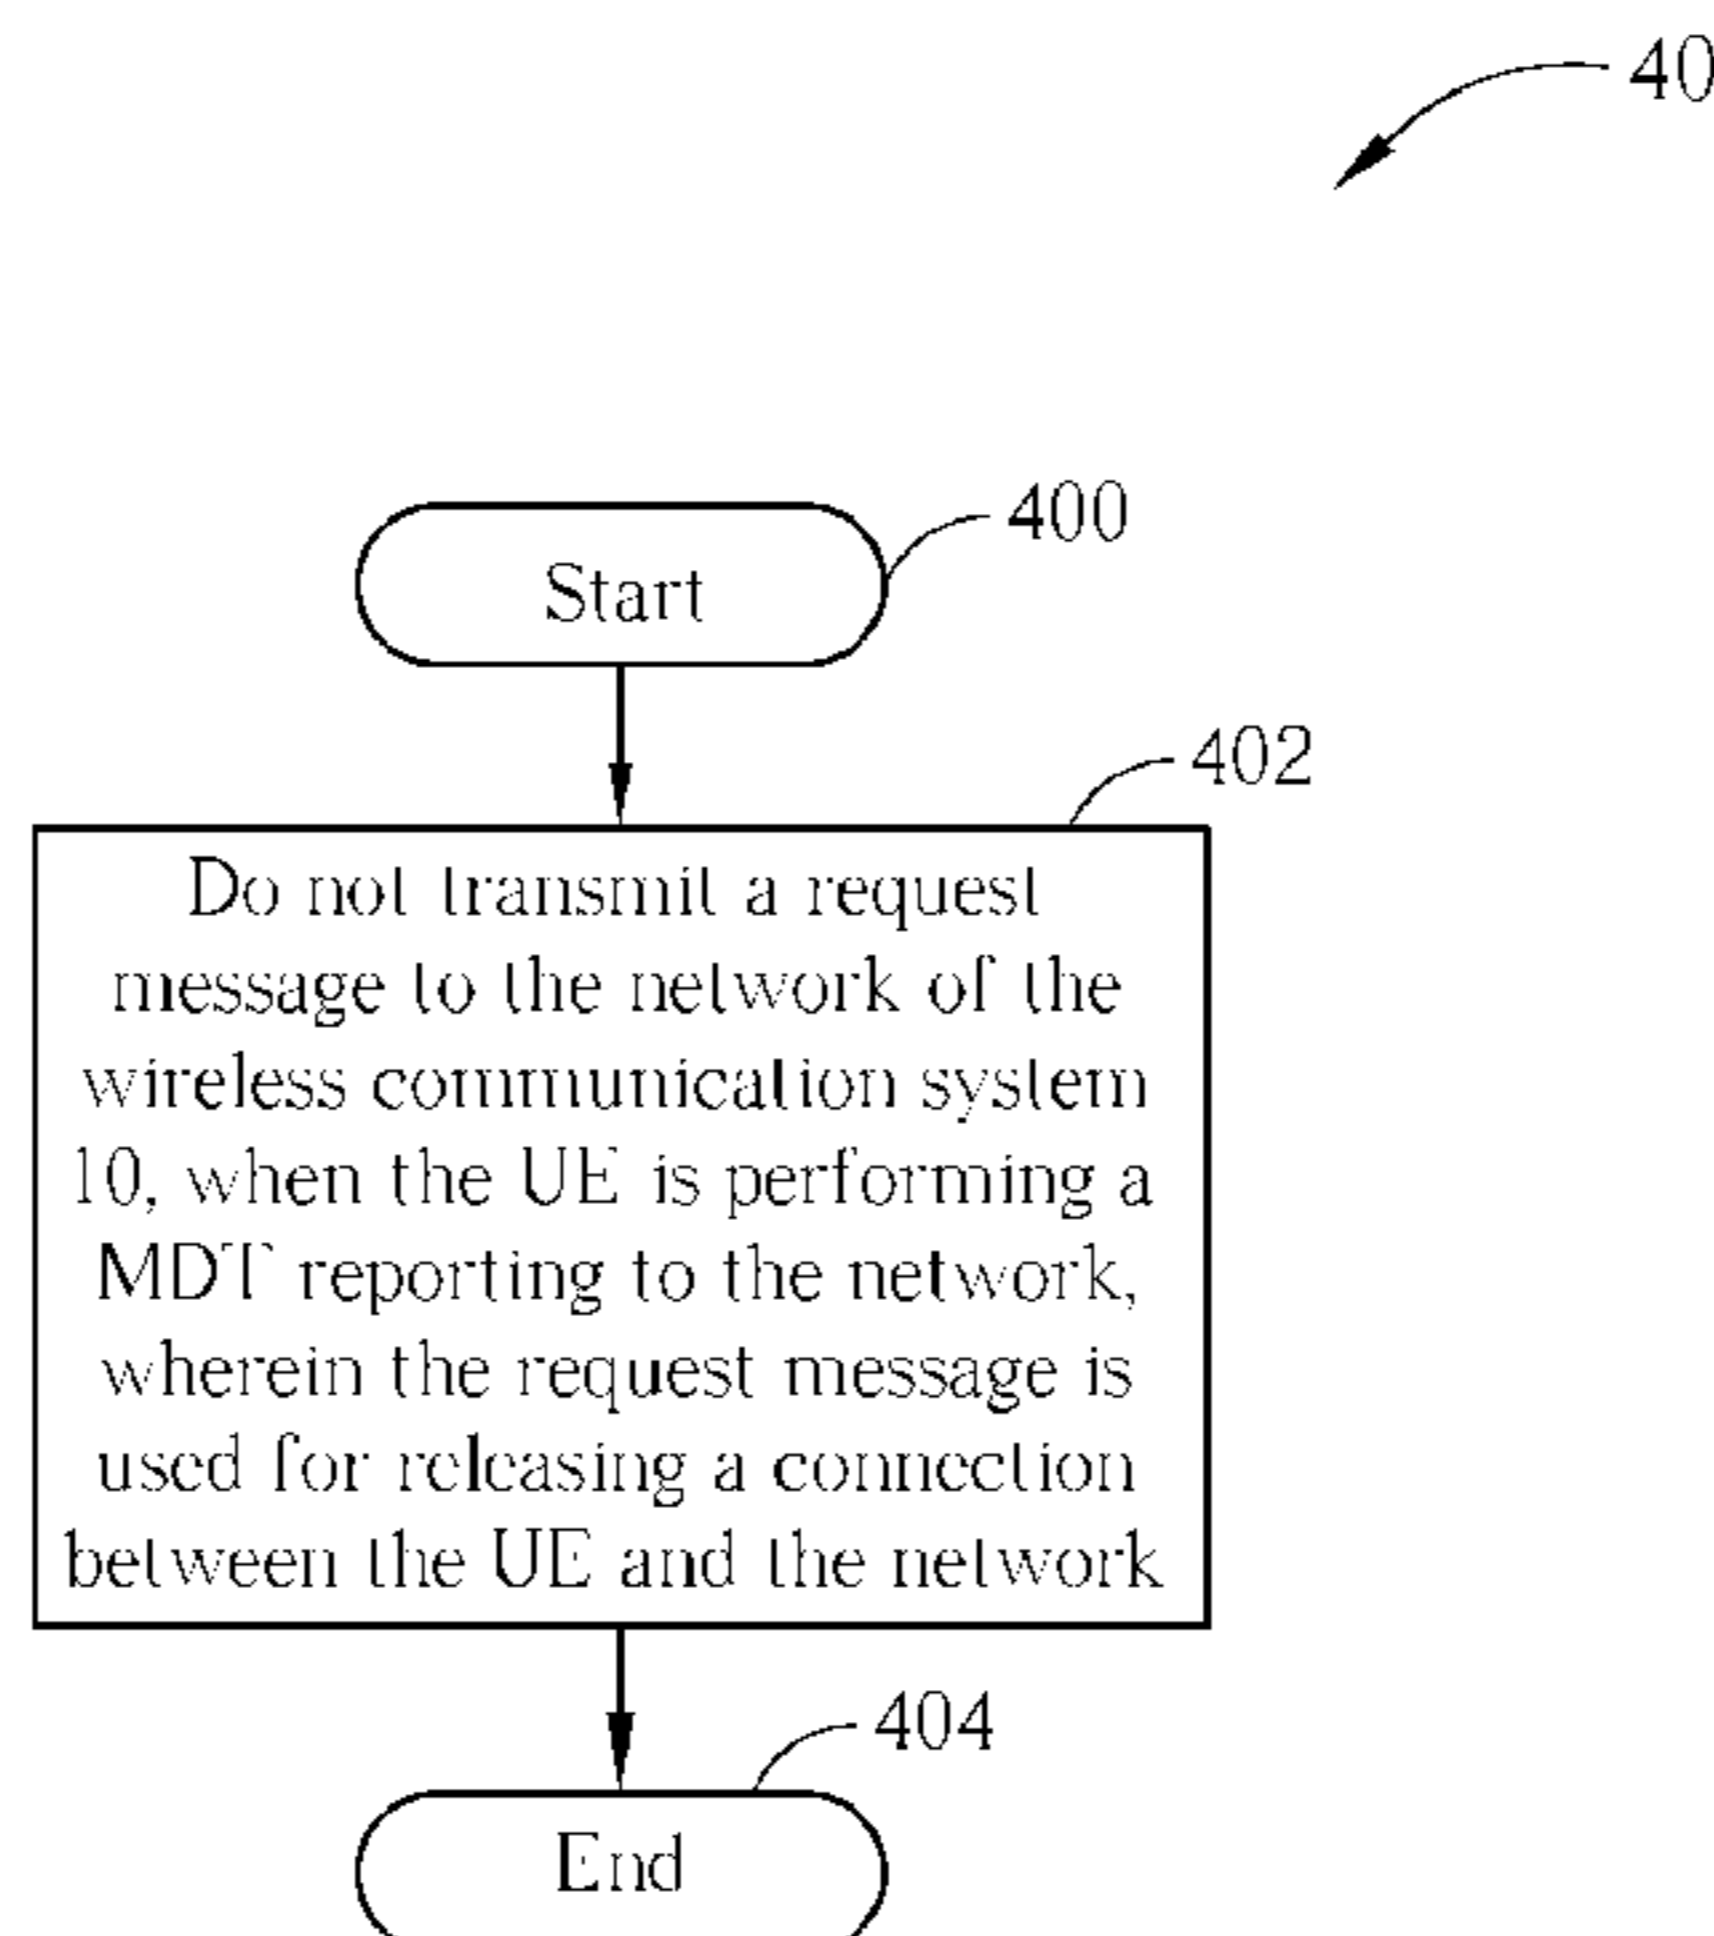 40
400
Start
402
Do not transmit a request
message to the network of the
wireless communication system
10, when the UE is performing a
MDT reporting to the network,
wherein the request message is
used for releasing a connection
between the UE and the network
404
End